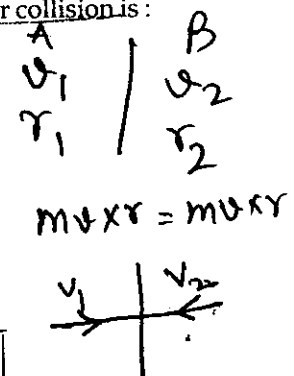 r collision is :
A | B
v₁ | v₂
r₁ | r₂
mv×r = mv×r
V₁ V₂